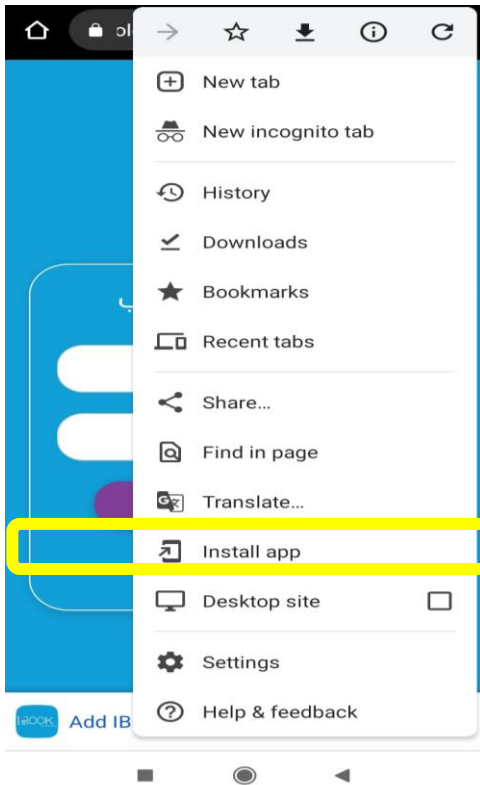 New tab
New incognito tab
History
Downloads
Bookmarks
Recent tabs
Share...
Find in page
Translate...
Install app
Desktop site
Settings
Help & feedback
IBOOK Add IB